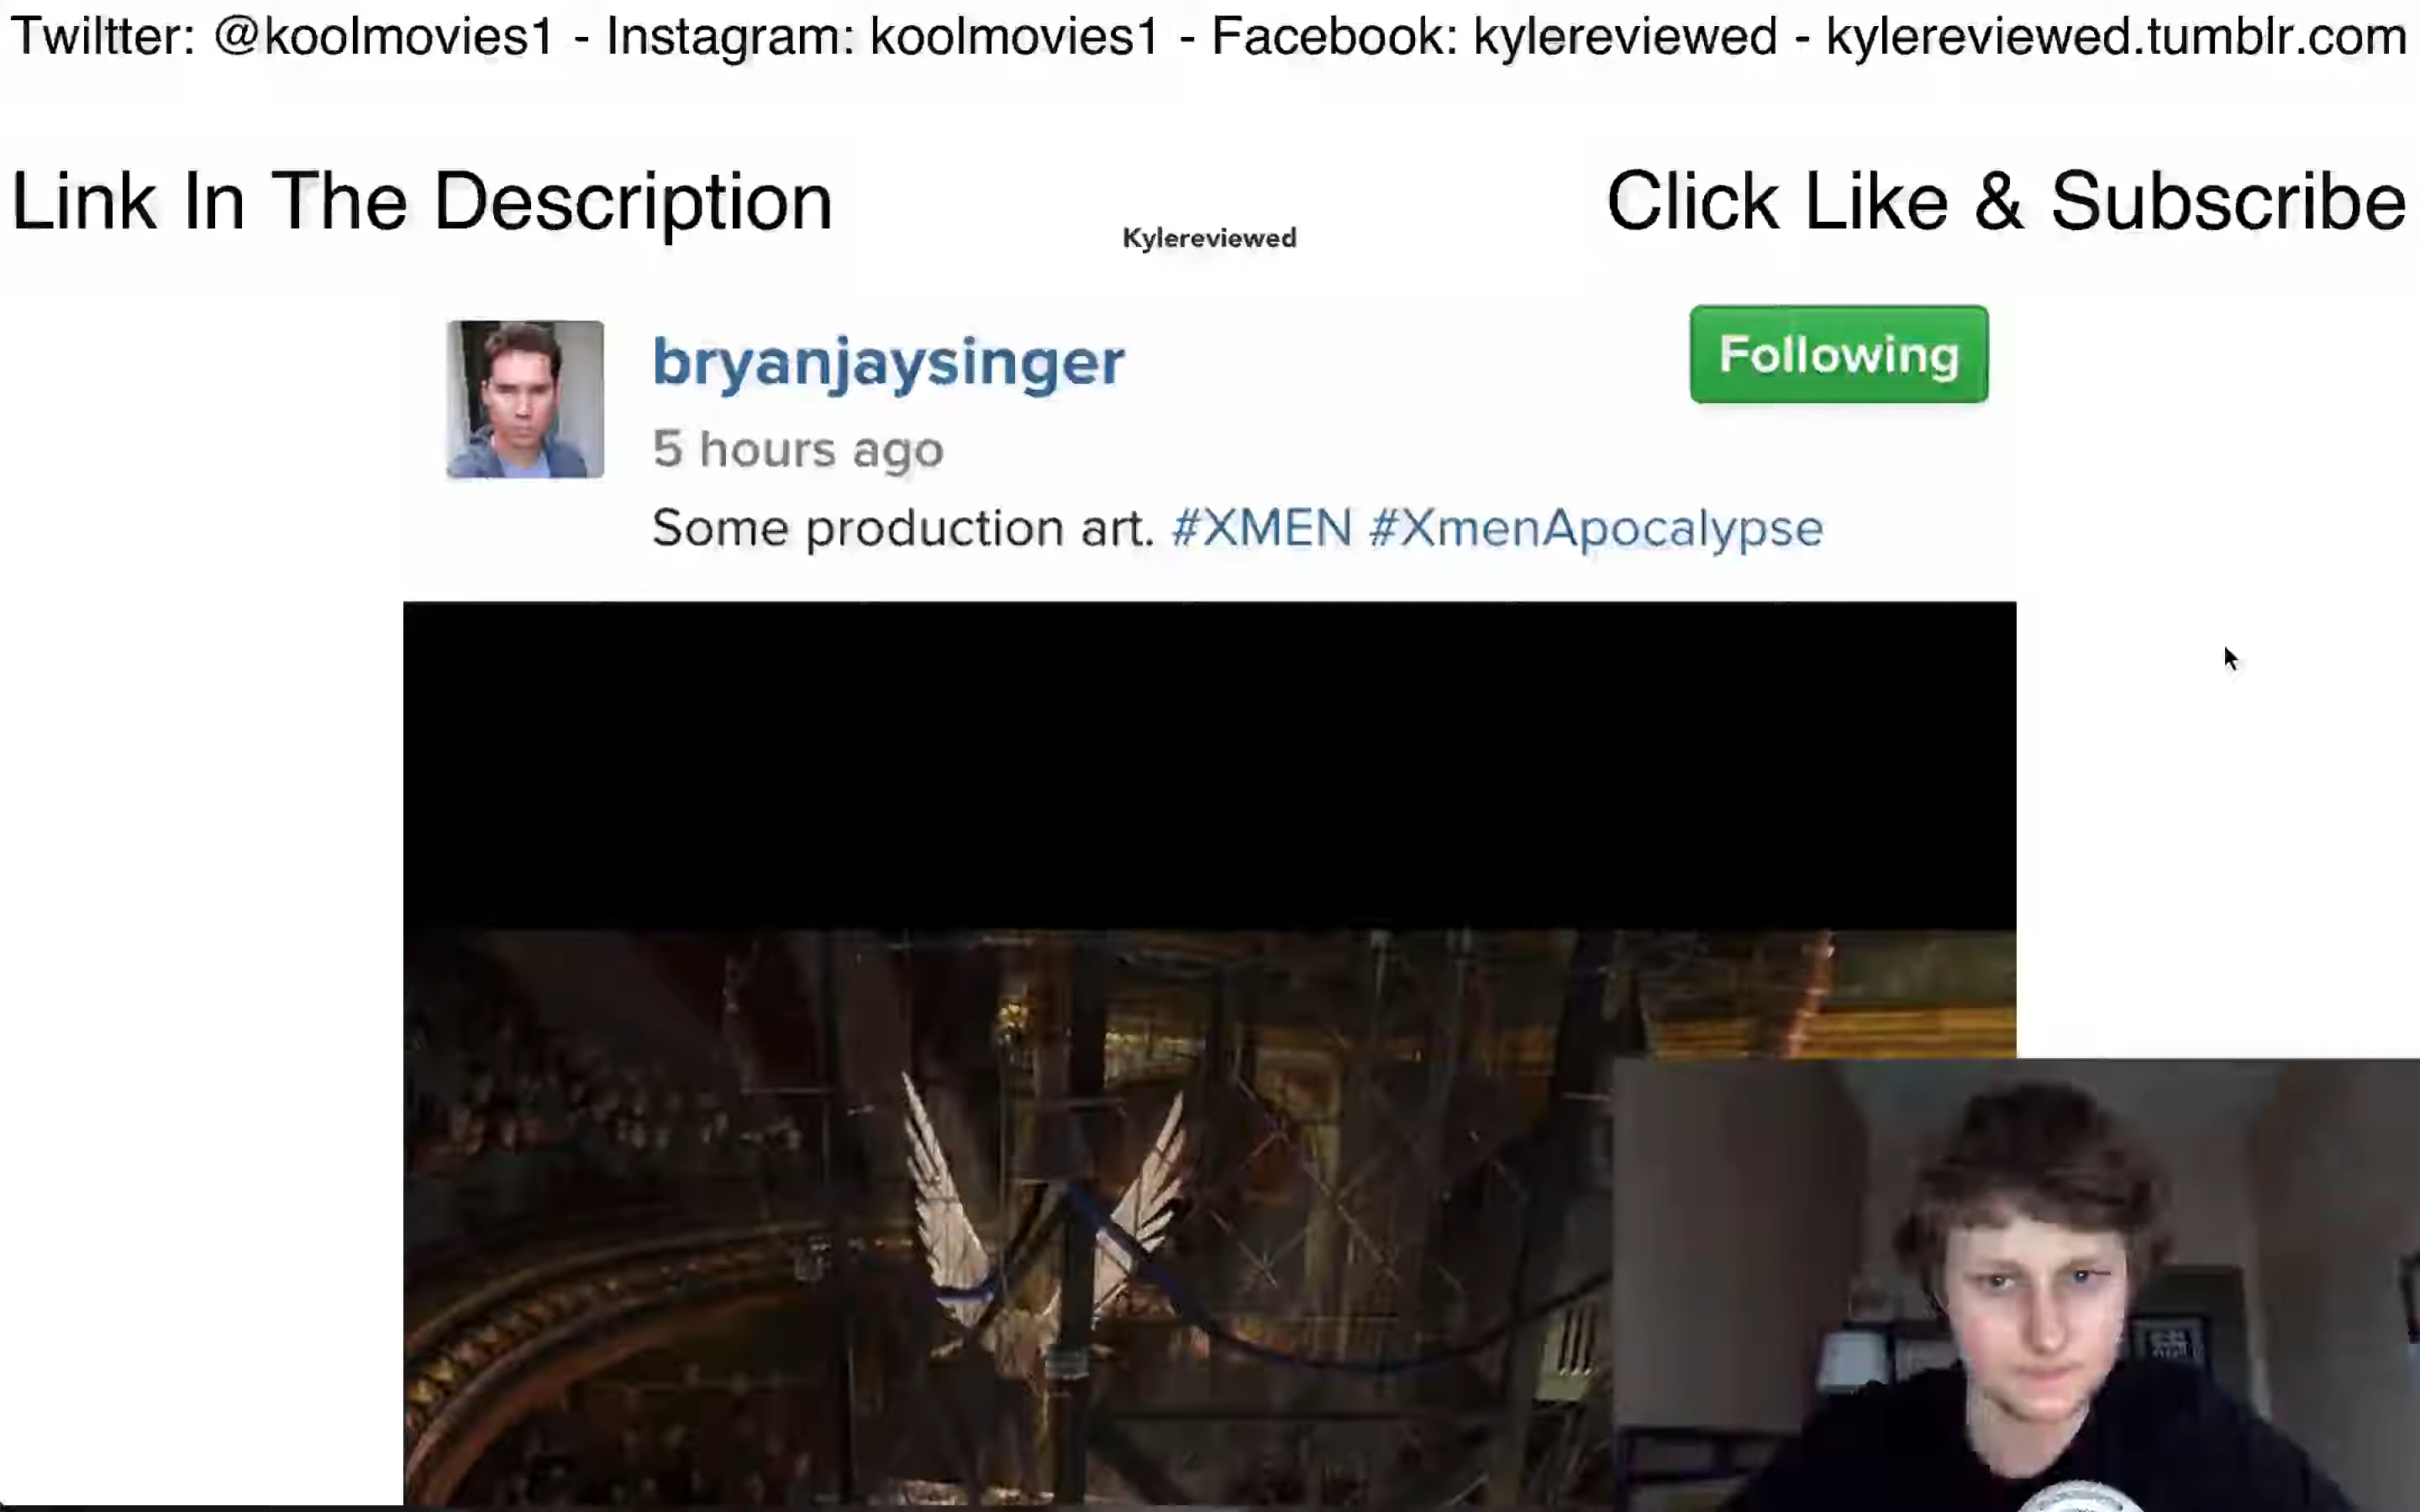 Twiltter: @koolmovies1 - Instagram: koolmovies1 - Facebook: kylereviewed - kylereviewed.tumblr.com
Link In The Description
Click Like & Subscribe
Kylereviewed
bryanjaysinger
Following
5 hours ago
Some production art. #XMEN #XmenApocalypse